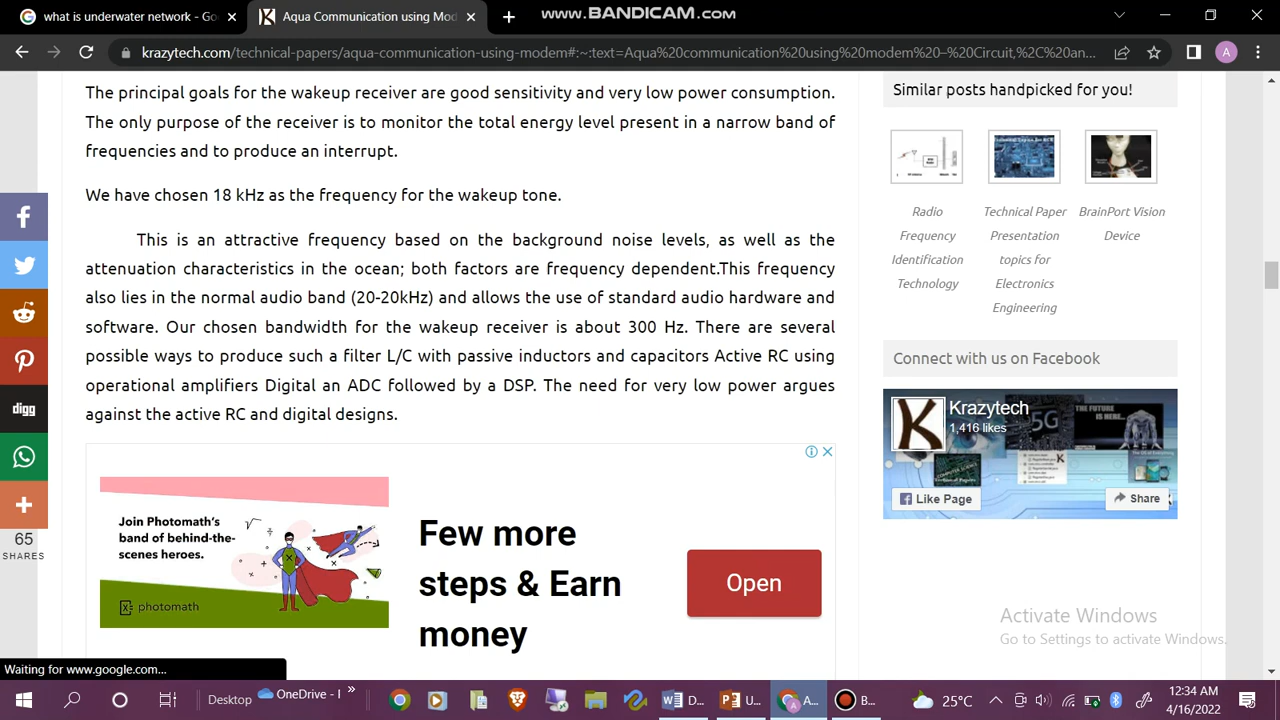 what is underwater network - Go
Aqua Communication using Mod
www.BANDICAM.com
krazytech.com/technical-papers/aqua-communication-using-modem#:~:text=Aqua%20communication%20using%20modem%20–%20Circuit,%2C%20an...
A
The principal goals for the wakeup receiver are good sensitivity and very low power consumption.
The only purpose of the receiver is to monitor the total energy level present in a narrow band of
frequencies and to produce an interrupt.
We have chosen 18 kHz as the frequency for the wakeup tone.
This is an attractive frequency based on the background noise levels, as well as the
attenuation characteristics in the ocean; both factors are frequency dependent.This frequency
also lies in the normal audio band (20-20kHz) and allows the use of standard audio hardware and
software. Our chosen bandwidth for the wakeup receiver is about 300 Hz. There are several
possible ways to produce such a filter L/C with passive inductors and capacitors Active RC using
operational amplifiers Digital an ADC followed by a DSP. The need for very low power argues
against the active RC and digital designs.
digg
65
SHARES
Join Photomath's
band of behind-the-
scenes heroes.
photomath
Few more
steps & Earn
money
Open
Similar posts handpicked for you!
Radio
Frequency
Identification
Technology
Technical Paper
Presentation
topics for
Electronics
Engineering
BrainPort Vision
Device
Connect with us on Facebook
Krazytech
1,416 likes
5G
THE FUTURE
IS HERE...
Like Page
Share
Activate Windows
Go to Settings to activate Windows.
Waiting for www.google.com...
Desktop
OneDrive - I
D...
U...
A...
B...
25°C
12:34 AM
4/16/2022